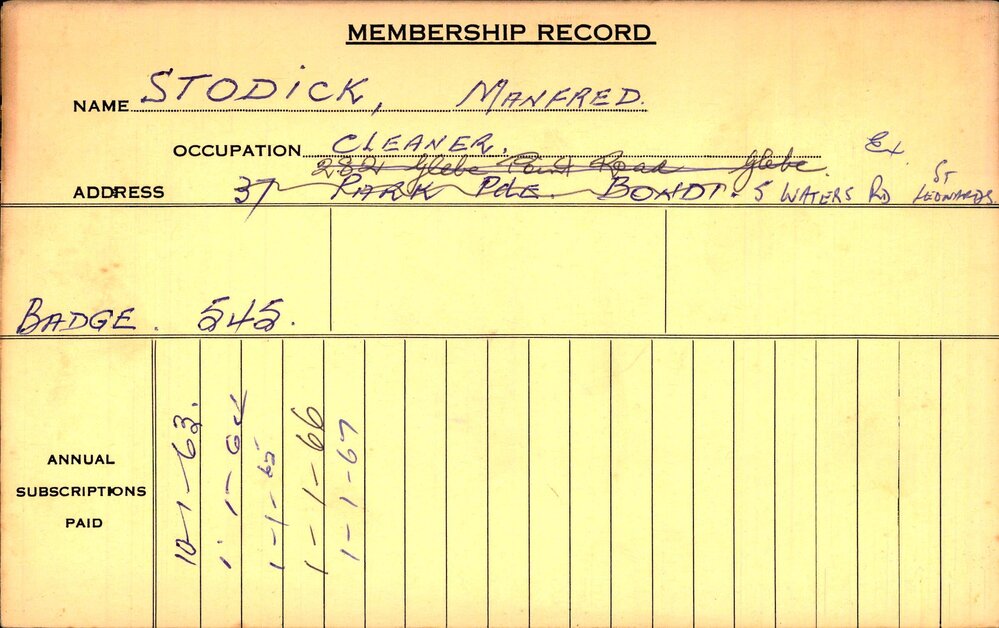 MEMBERSHIP RECORD
NAME STODICK, MANFRED.
OCCUPATION CLEANER. Ex
282 Glebe Point Road Glebe.
ADDRESS 37 PARK Pde. BONDI. 5 WATERS RD ST LEONARDS.
BADGE. 545.
ANNUAL SUBSCRIPTIONS PAID
10-1-63.
1-1-64
1-1-65
1-1-66
1-1-67